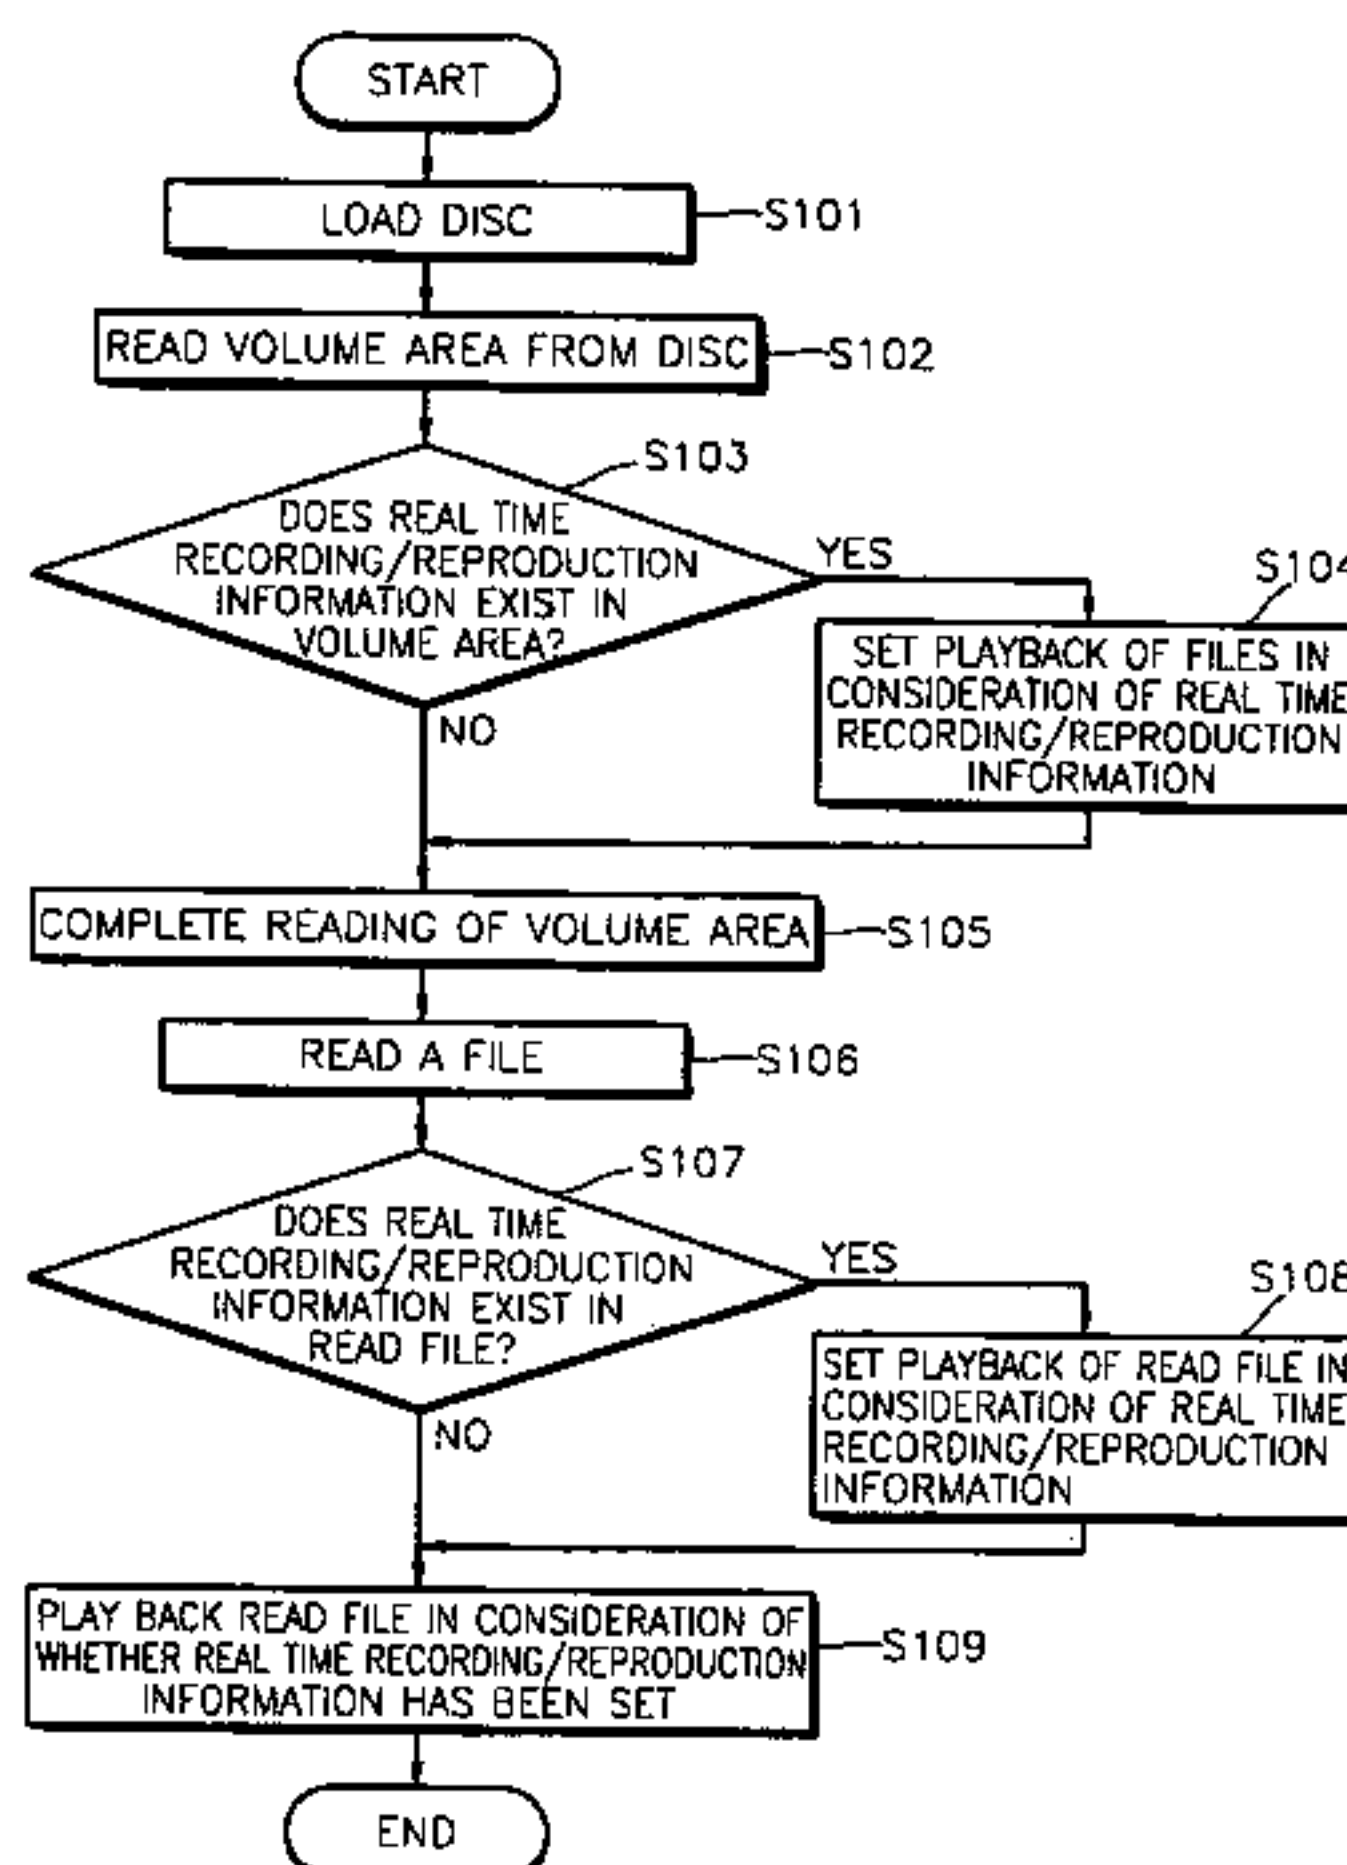 START
LOAD DISC
S101
READ VOLUME AREA FROM DISC
S102
S103
DOES REAL TIME
RECORDING/REPRODUCTION
INFORMATION EXIST IN
VOLUME AREA?
YES
NO
S104
SET PLAYBACK OF FILES IN
CONSIDERATION OF REAL TIME
RECORDING/REPRODUCTION
INFORMATION
COMPLETE READING OF VOLUME AREA
S105
READ A FILE
S106
S107
DOES REAL TIME
RECORDING/REPRODUCTION
INFORMATION EXIST IN
READ FILE?
YES
NO
S108
SET PLAYBACK OF READ FILE IN
CONSIDERATION OF REAL TIME
RECORDING/REPRODUCTION
INFORMATION
PLAY BACK READ FILE IN CONSIDERATION OF
WHETHER REAL TIME RECORDING/REPRODUCTION
INFORMATION HAS BEEN SET
S109
END